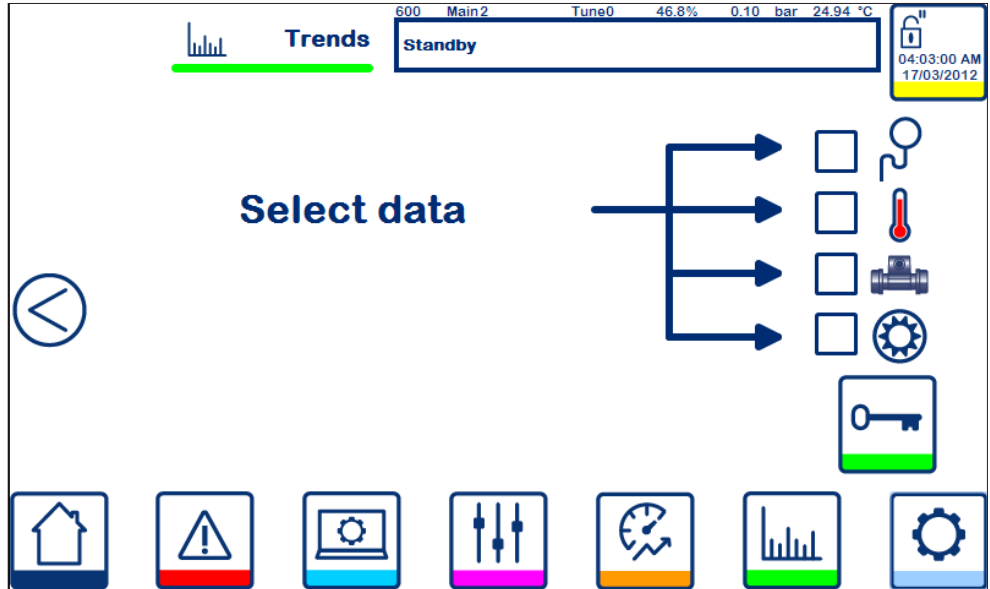 600 Main2 Tune0 46.8% 0.10 bar 24.94 °C
Trends
Standby
04:03:00 AM
17/03/2012
Select data